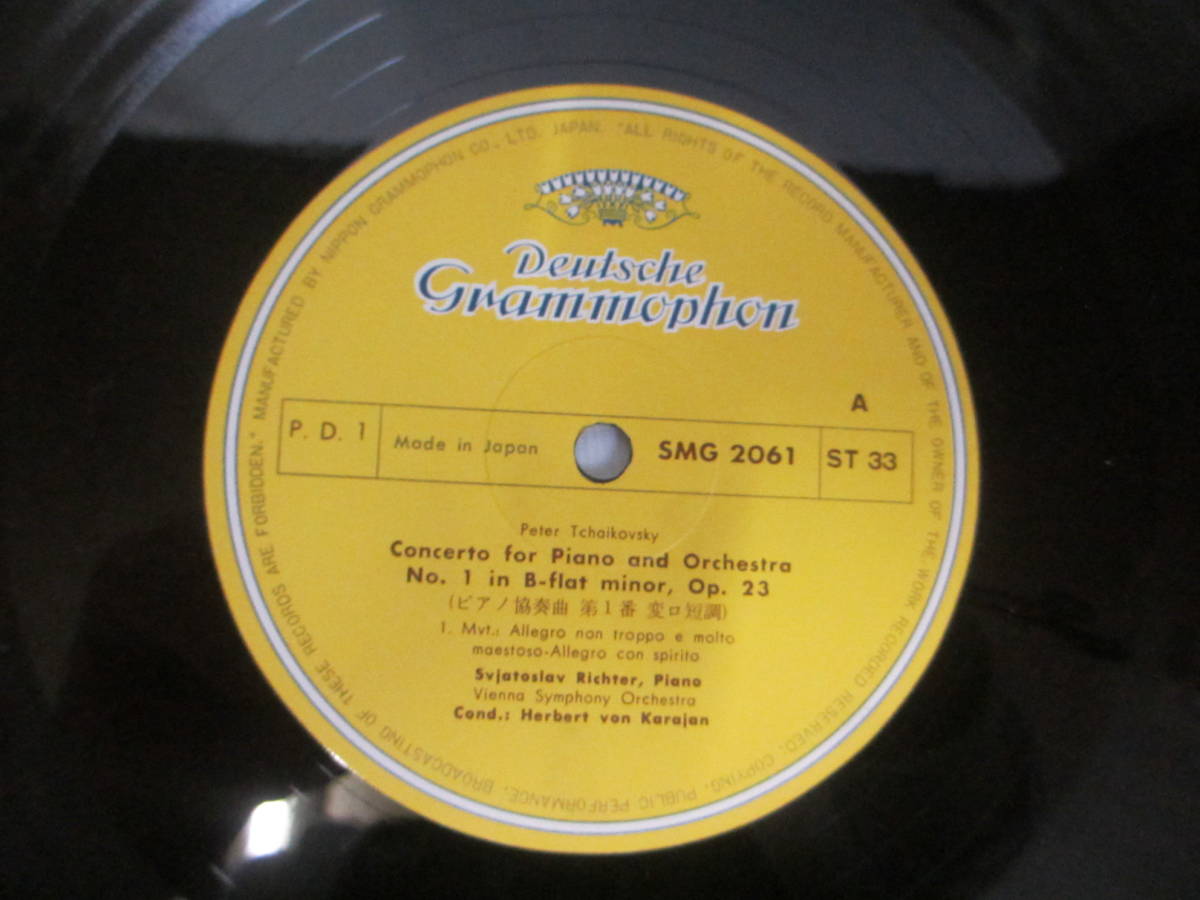 MANUFACTURED BY NIPPON GRAMMOPHON CO., LTD. JAPAN. "ALL RIGHTS OF THE RECORD MANUFACTURER AND OF THE OWNER OF THE WORK RECORDED RESERVED. COPYING, PUBLIC PERFORMANCE, BROADCASTING OF THESE RECORDS ARE FORBIDDEN."
Deutsche
Grammophon
A
P. D. 1 Made in Japan SMG 2061 ST 33
Peter Tchaikovsky
Concerto for Piano and Orchestra
No. 1 in B-flat minor, Op. 23
(ピアノ協奏曲 第1番 変ロ短調)
1. Mvt.: Allegro non troppo e molto
maestoso-Allegro con spirito
Svjatoslav Richter, Piano
Vienna Symphony Orchestra
Cond.: Herbert von Karajan